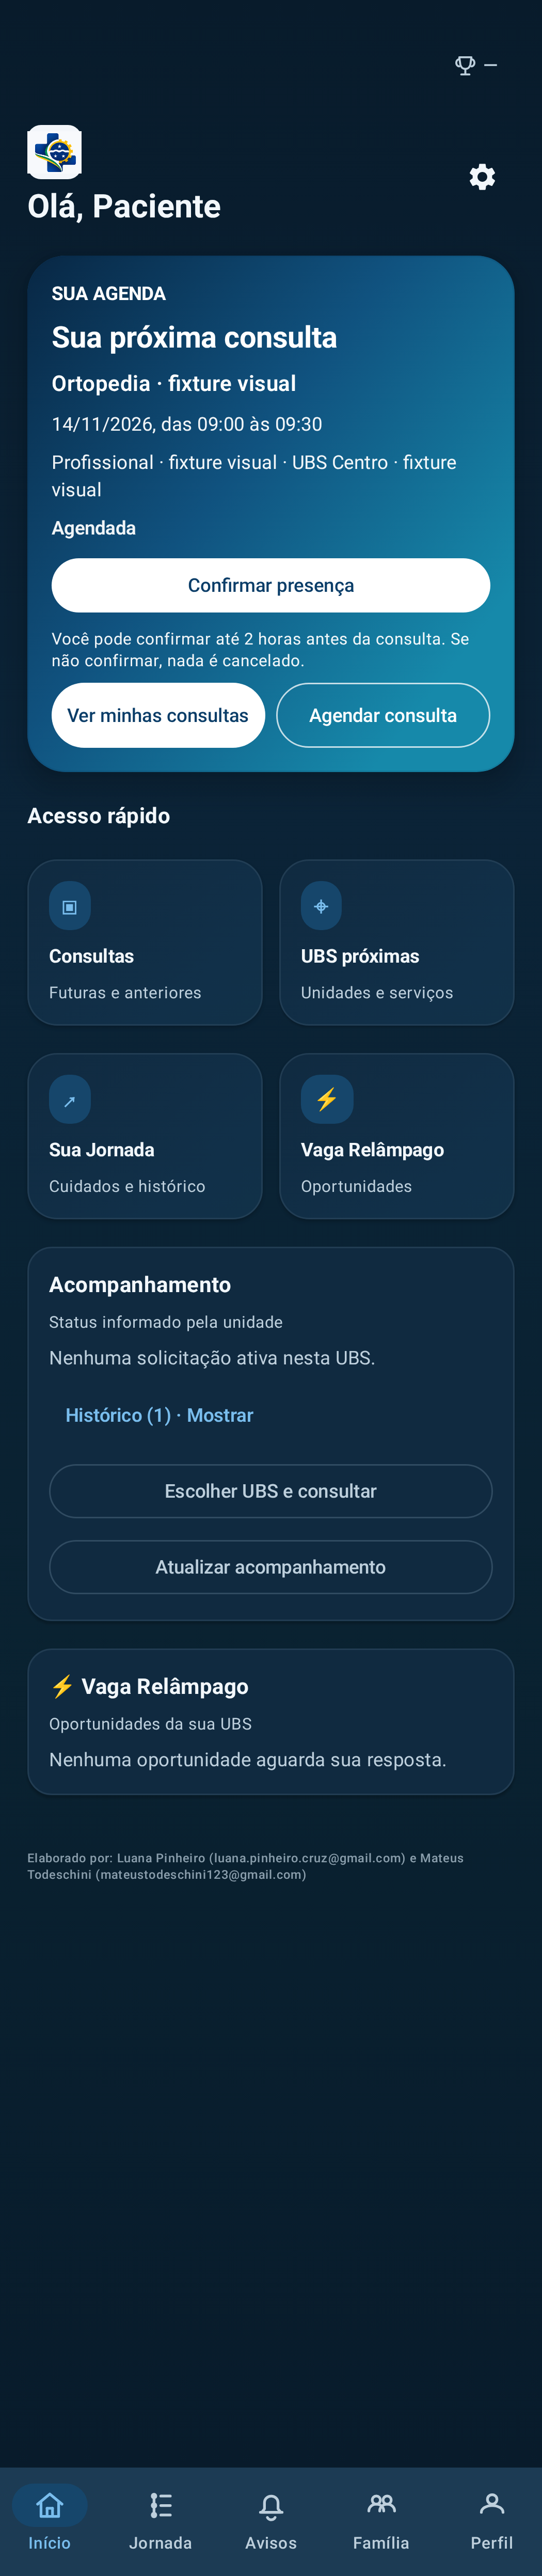 Olá, Paciente
SUA AGENDA
Sua próxima consulta
Ortopedia · fixture visual
14/11/2026, das 09:00 às 09:30
Profissional · fixture visual · UBS Centro · fixture
visual
Agendada
Confirmar presença
Você pode confirmar até 2 horas antes da consulta. Se
não confirmar, nada é cancelado.
Ver minhas consultas
Agendar consulta
Acesso rápido
Consultas
Futuras e anteriores
UBS próximas
Unidades e serviços
Sua Jornada
Cuidados e histórico
Vaga Relâmpago
Oportunidades
Acompanhamento
Status informado pela unidade
Nenhuma solicitação ativa nesta UBS.
Histórico (1) · Mostrar
Escolher UBS e consultar
Atualizar acompanhamento
⚡ Vaga Relâmpago
Oportunidades da sua UBS
Nenhuma oportunidade aguarda sua resposta.
Elaborado por: Luana Pinheiro (luana.pinheiro.cruz@gmail.com) e Mateus
Todeschini (mateustodeschini123@gmail.com)
Início
Jornada
Avisos
Família
Perfil